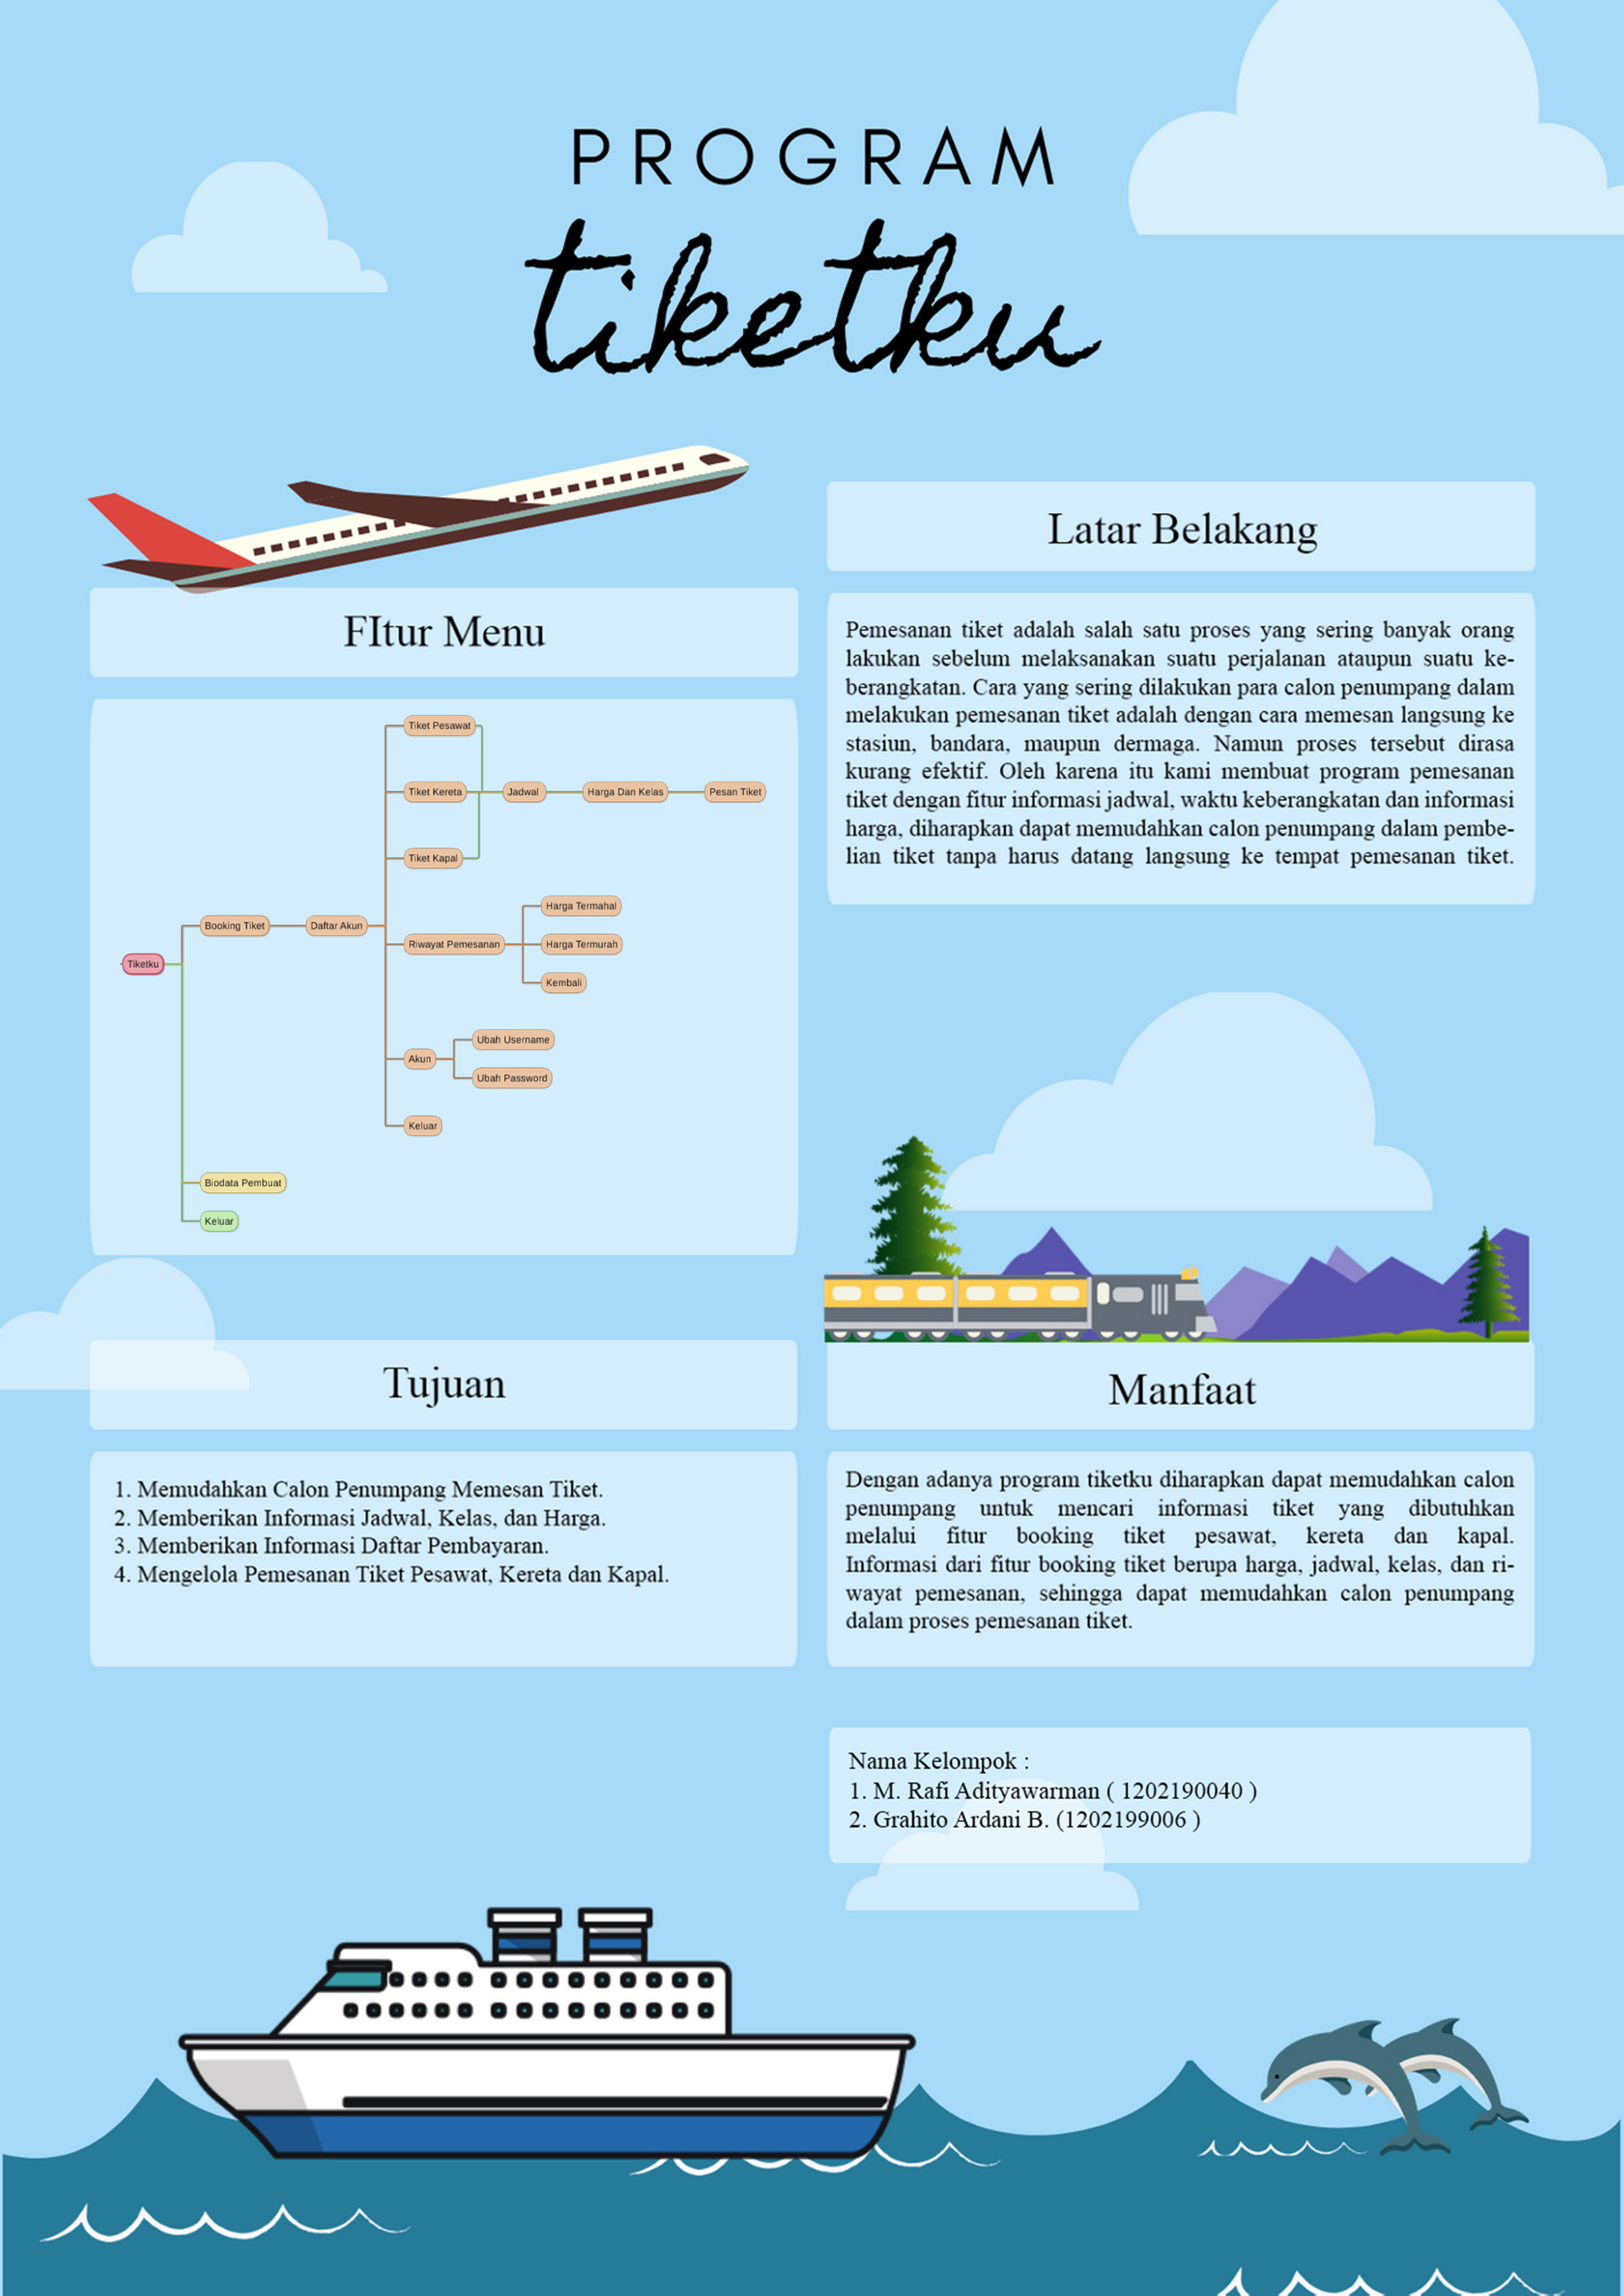 PROGRAM
tiketku
FItur Menu
Tiket Pesawat
Tiket Kereta
Jadwal
Harga Dan Kelas
Pesan Tiket
Tiket Kapal
Harga Termahal
Booking Tiket
Daftar Akun
Riwayat Pemesanan
Harga Termurah
Tiketku
Kembali
Ubah Username
Akun
Ubah Password
Keluar
Biodata Pembuat
Keluar
Latar Belakang
Pemesanan tiket adalah salah satu proses yang sering banyak orang
lakukan sebelum melaksanakan suatu perjalanan ataupun suatu ke-
berangkatan. Cara yang sering dilakukan para calon penumpang dalam
melakukan pemesanan tiket adalah dengan cara memesan langsung ke
stasiun, bandara, maupun dermaga. Namun proses tersebut dirasa
kurang efektif. Oleh karena itu kami membuat program pemesanan
tiket dengan fitur informasi jadwal, waktu keberangkatan dan informasi
harga, diharapkan dapat memudahkan calon penumpang dalam pembe-
lian tiket tanpa harus datang langsung ke tempat pemesanan tiket.
Tujuan
1. Memudahkan Calon Penumpang Memesan Tiket.
2. Memberikan Informasi Jadwal, Kelas, dan Harga.
3. Memberikan Informasi Daftar Pembayaran.
4. Mengelola Pemesanan Tiket Pesawat, Kereta dan Kapal.
Manfaat
Dengan adanya program tiketku diharapkan dapat memudahkan calon
penumpang untuk mencari informasi tiket yang dibutuhkan
melalui fitur booking tiket pesawat, kereta dan kapal.
Informasi dari fitur booking tiket berupa harga, jadwal, kelas, dan ri-
wayat pemesanan, sehingga dapat memudahkan calon penumpang
dalam proses pemesanan tiket.
Nama Kelompok :
1. M. Rafi Adityawarman ( 1202190040 )
2. Grahito Ardani B. (1202199006 )